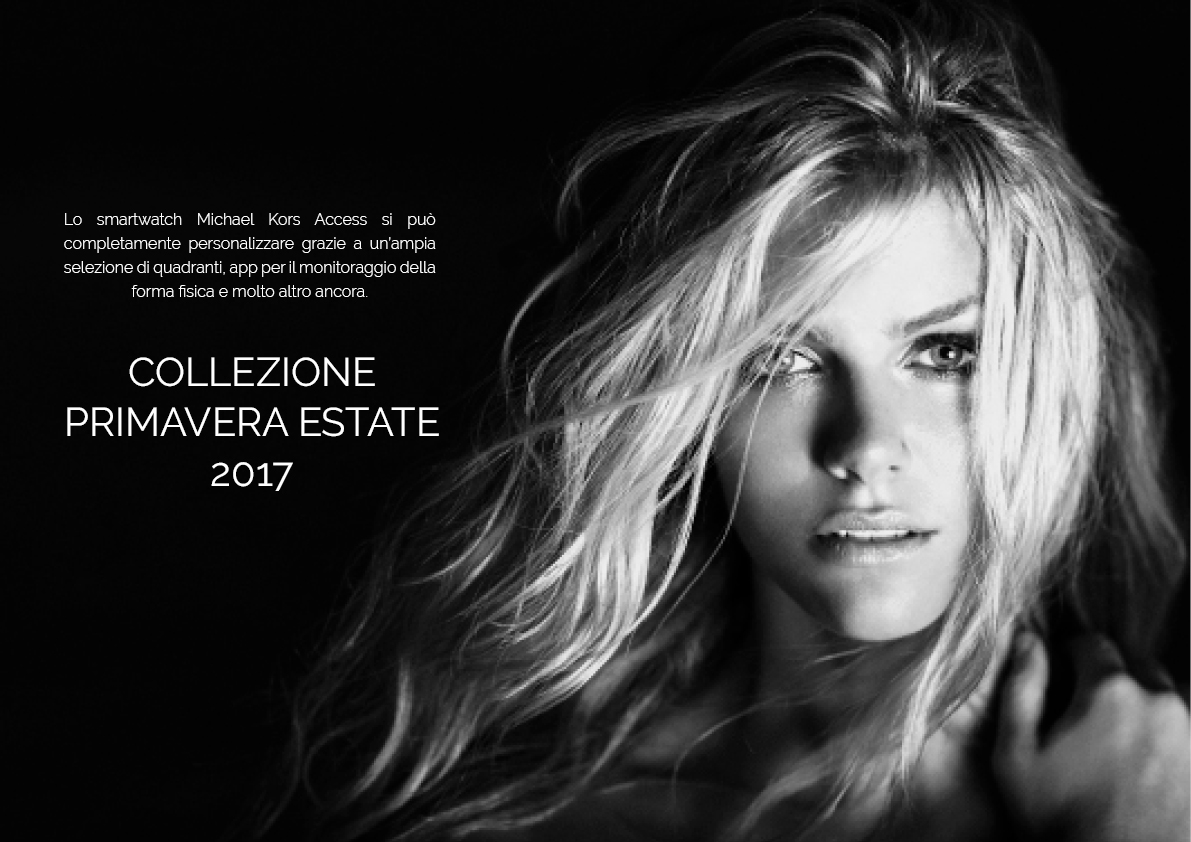 Lo smartwatch Michael Kors Access si può
completamente personalizzare grazie a un'ampia
selezione di quadranti, app per il monitoraggio della
forma fisica e molto altro ancora.
COLLEZIONE
PRIMAVERA ESTATE
2017